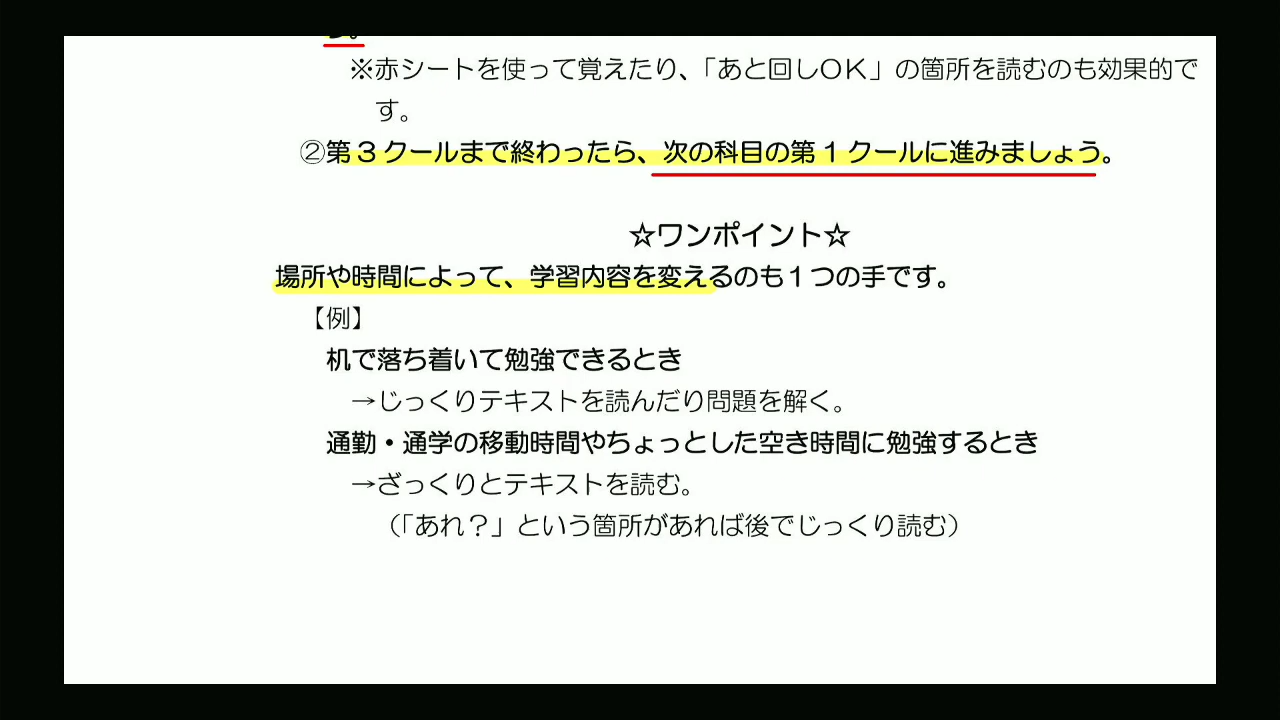 ※赤シートを使って覚えたり、「あと回しOK」の箇所を読むのも効果的で
す。
②第3クールまで終わったら、次の科目の第1クールに進みましょう。
☆ワンポイント☆
場所や時間によって、学習内容を変えるのも1つの手です。
【例】
机で落ち着いて勉強できるとき
→じっくりテキストを読んだり問題を解く。
通勤・通学の移動時間やちょっとした空き時間に勉強するとき
→ざっくりとテキストを読む。
（「あれ？」という箇所があれば後でじっくり読む）